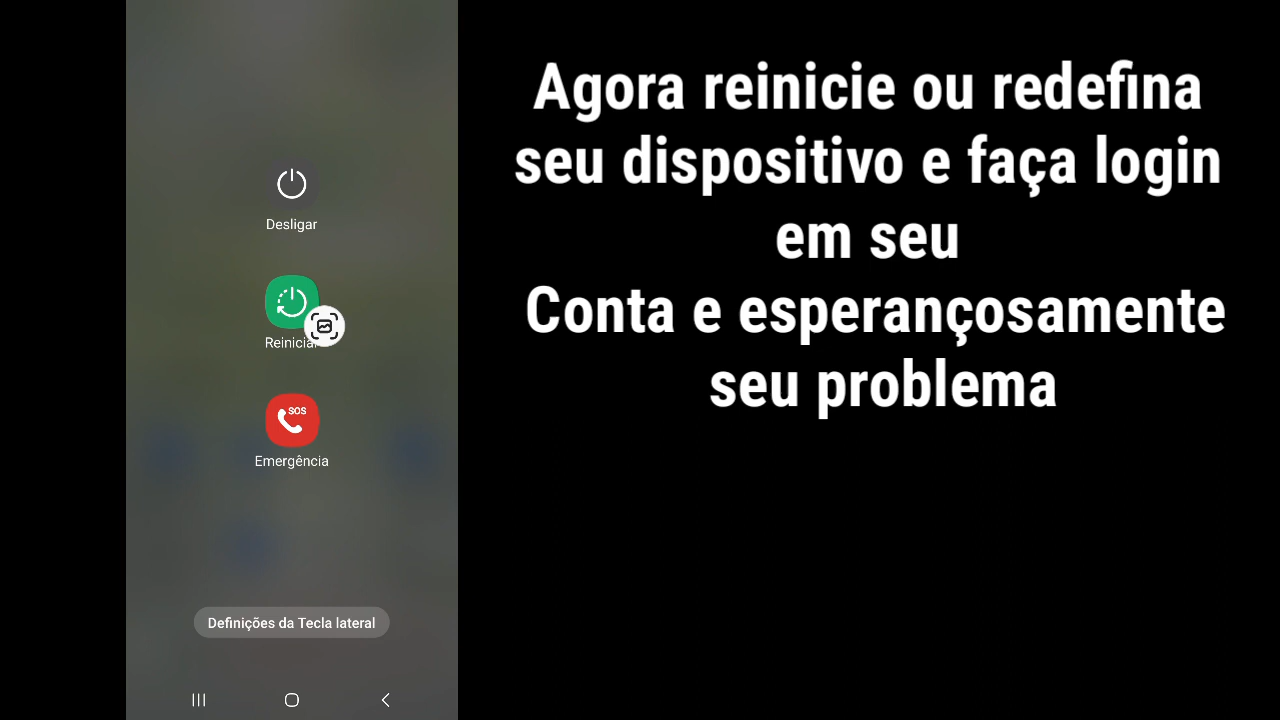 Desligar
Reiniciar
SOS
Emergência
Definições da Tecla lateral
Agora reinicie ou redefina
seu dispositivo e faça login
em seu
Conta e esperançosamente
seu problema